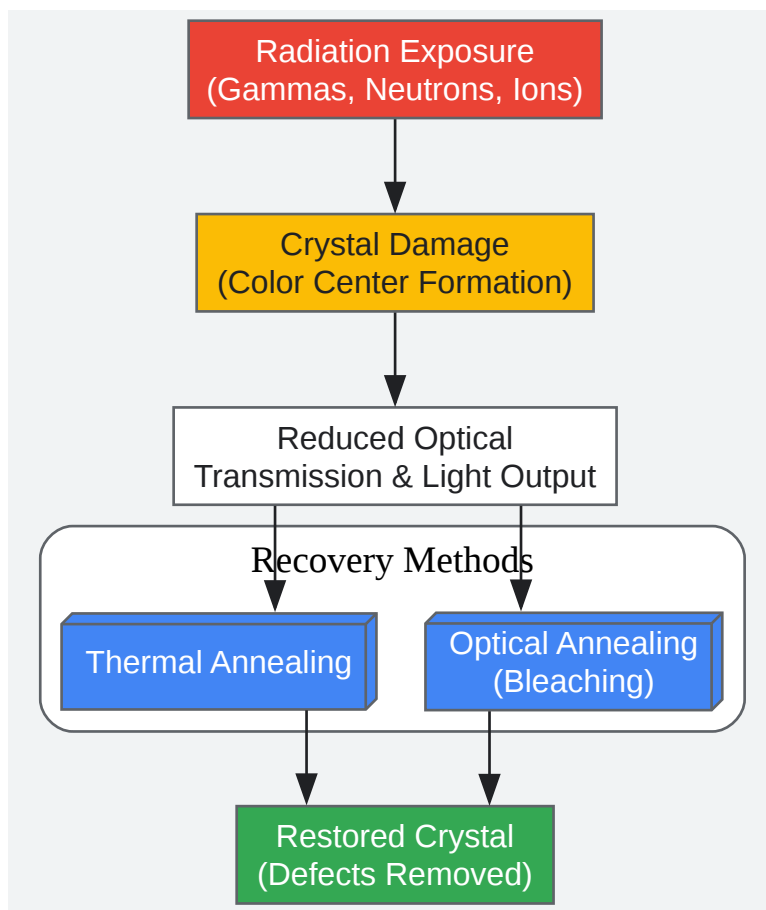 Radiation Exposure
(Gammas, Neutrons, Ions)
Crystal Damage
(Color Center Formation)
Reduced Optical
Transmission & Light Output
Recovery Methods
Thermal Annealing
Optical Annealing
(Bleaching)
Restored Crystal
(Defects Removed)